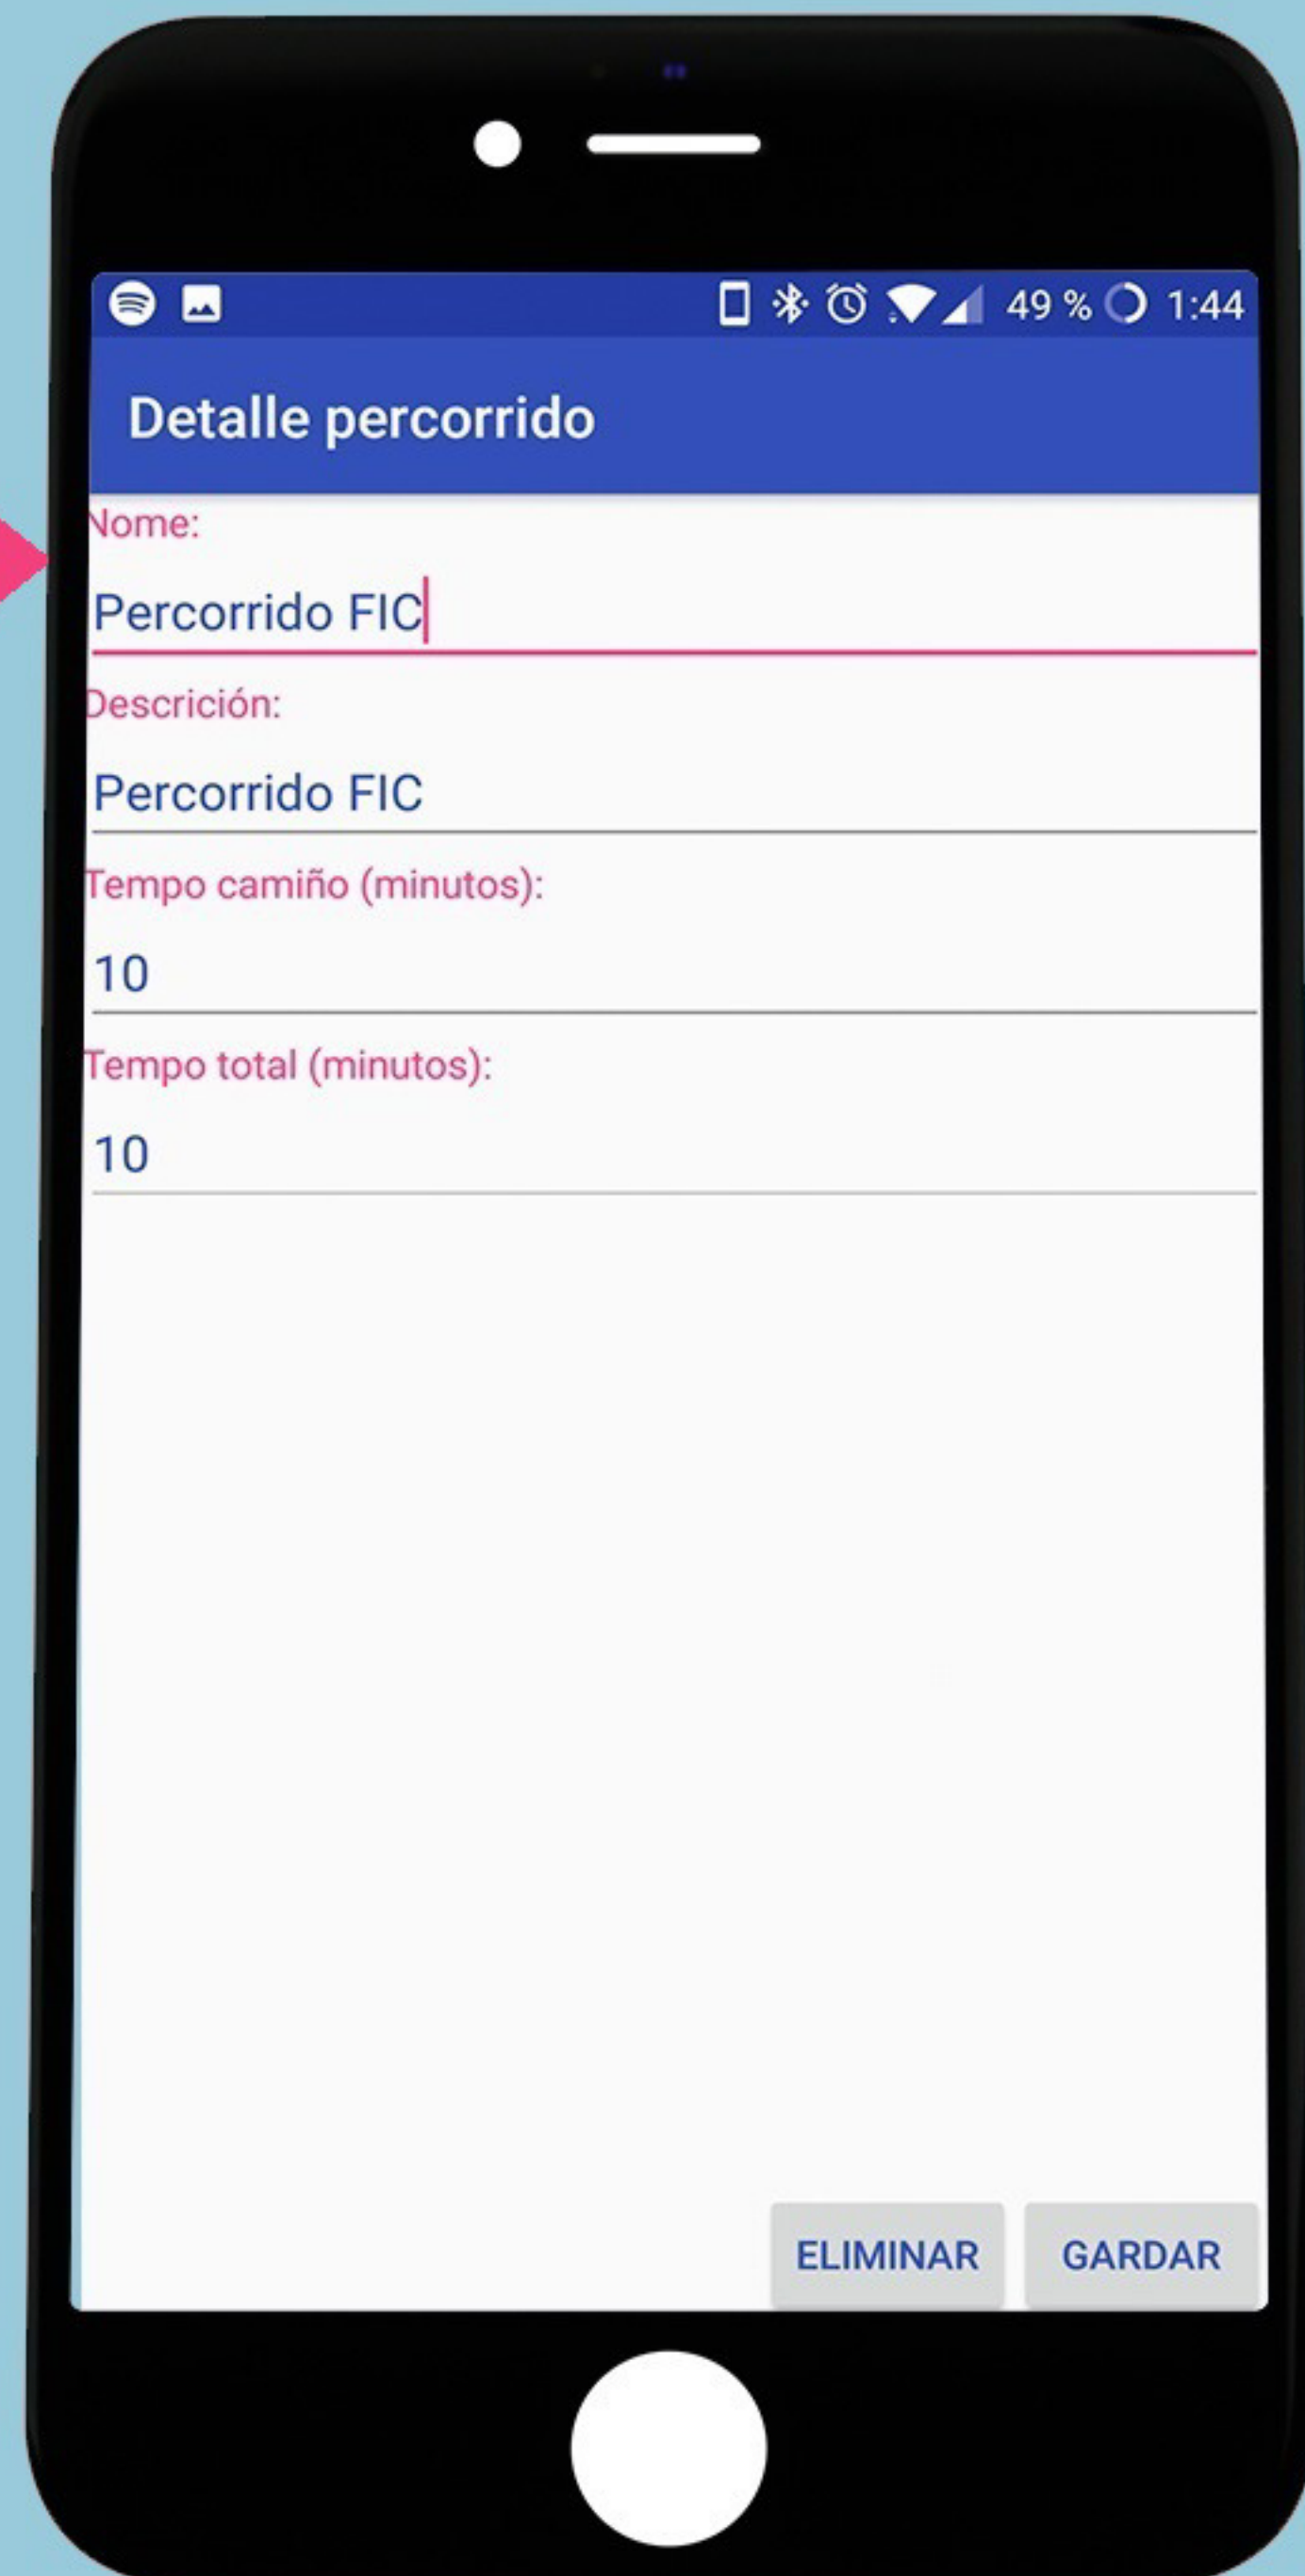 49 % 1:44
Detalle percorrido
Nome:
Percorrido FIC
Descrición:
Percorrido FIC
Tempo camiño (minutos):
10
Tempo total (minutos):
10
ELIMINAR GARDAR